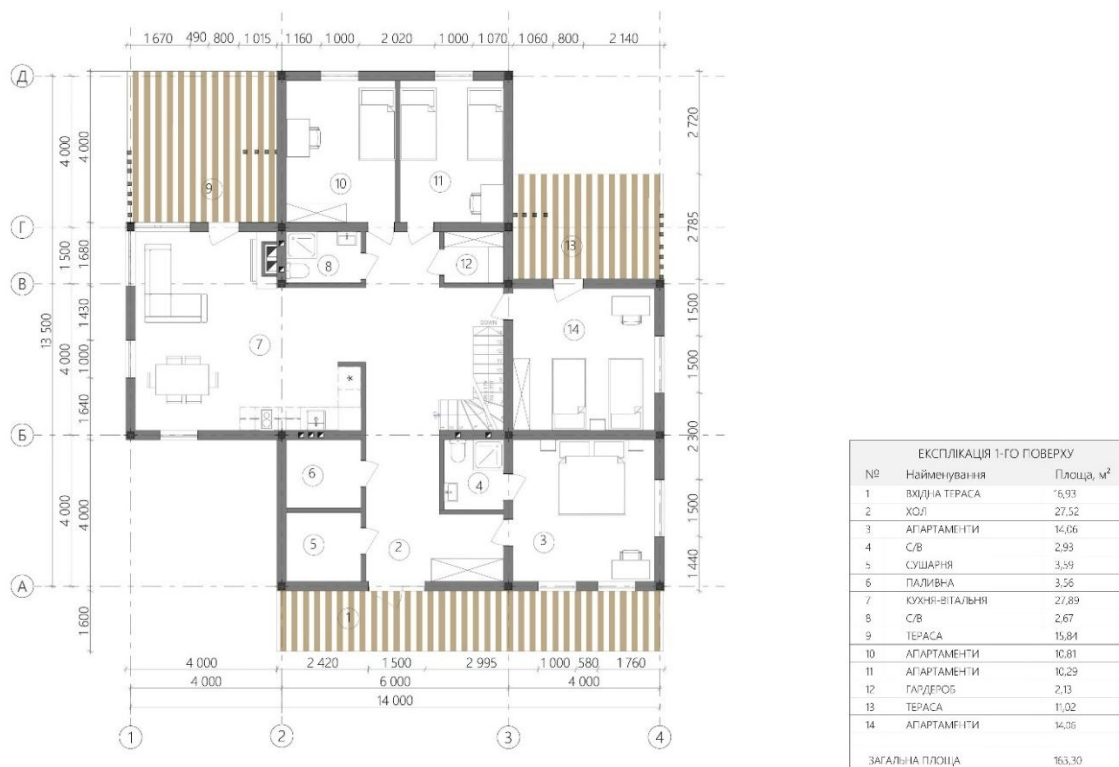 1 670 490 800 1 015 1 160 1 000 2 020 1 000 1 070 1 060 800 2 140
Д
Г
В
Б
А
4 000
1 500
4 000
4 000
13 500
4 000
1 680
1 430
1 000
1 640
4 000
1 600
2 720
2 785
1 500
1 500
2 300
1 500
1 440
9
10
11
8
12
13
7
14
DOWN
*
6
4
5
2
3
1
4 000 2 420 1 500 2 995 1 000 580 1 760
4 000 6 000 4 000
14 000
1 2 3 4
ЕКСПЛІКАЦІЯ 1-ГО ПОВЕРХУ
№ Найменування Площа, м²
1 ВХІДНА ТЕРАСА 16,93
2 ХОЛ 27,52
3 АПАРТАМЕНТИ 14,06
4 С/В 2,93
5 СУШАРНЯ 3,59
6 ПАЛИВНА 3,56
7 КУХНЯ-ВІТАЛЬНЯ 27,89
8 С/В 2,67
9 ТЕРАСА 15,84
10 АПАРТАМЕНТИ 10,81
11 АПАРТАМЕНТИ 10,29
12 ГАРДЕРОБ 2,13
13 ТЕРАСА 11,02
14 АПАРТАМЕНТИ 14,06
ЗАГАЛЬНА ПЛОЩА 163,30